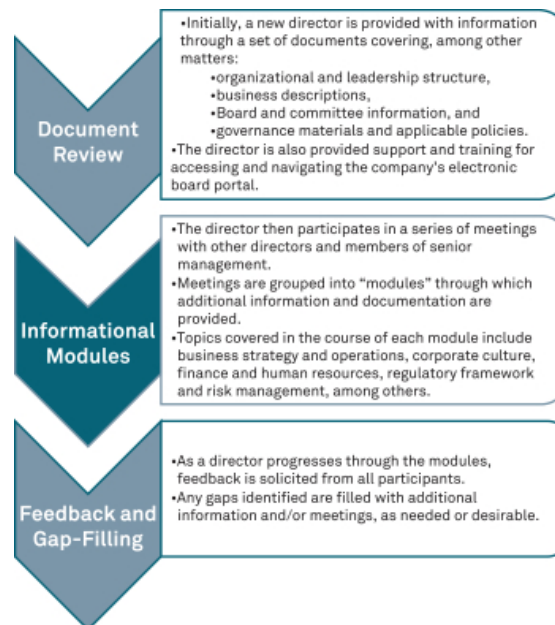 Document
Review
•Initially, a new director is provided with information
through a set of documents covering, among other
matters:
•organizational and leadership structure,
•business descriptions,
•Board and committee information, and
•governance materials and applicable policies.
•The director is also provided support and training for
accessing and navigating the company's electronic
board portal.
Informational
Modules
•The director then participates in a series of meetings
with other directors and members of senior
management.
•Meetings are grouped into “modules” through which
additional information and documentation are
provided.
•Topics covered in the course of each module include
business strategy and operations, corporate culture,
finance and human resources, regulatory framework
and risk management, among others.
Feedback and
Gap-Filling
•As a director progresses through the modules,
feedback is solicited from all participants.
•Any gaps identified are filled with additional
information and/or meetings, as needed or desirable.